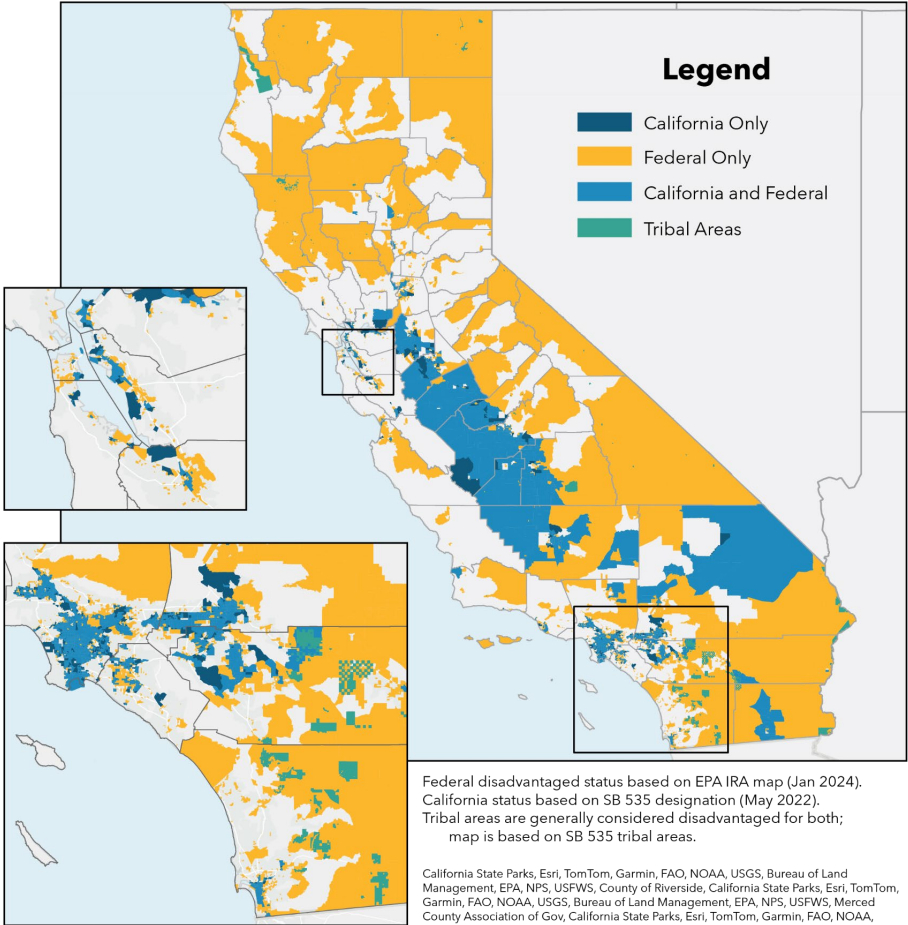 Legend
California Only
Federal Only
California and Federal
Tribal Areas
Federal disadvantaged status based on EPA IRA map (Jan 2024).
California status based on SB 535 designation (May 2022).
Tribal areas are generally considered disadvantaged for both;
map is based on SB 535 tribal areas.
California State Parks, Esri, TomTom, Garmin, FAO, NOAA, USGS, Bureau of Land
Management, EPA, NPS, USFWS, County of Riverside, California State Parks, Esri, TomTom,
Garmin, FAO, NOAA, USGS, Bureau of Land Management, EPA, NPS, USFWS, Merced
County Association of Gov, California State Parks, Esri, TomTom, Garmin, FAO, NOAA,